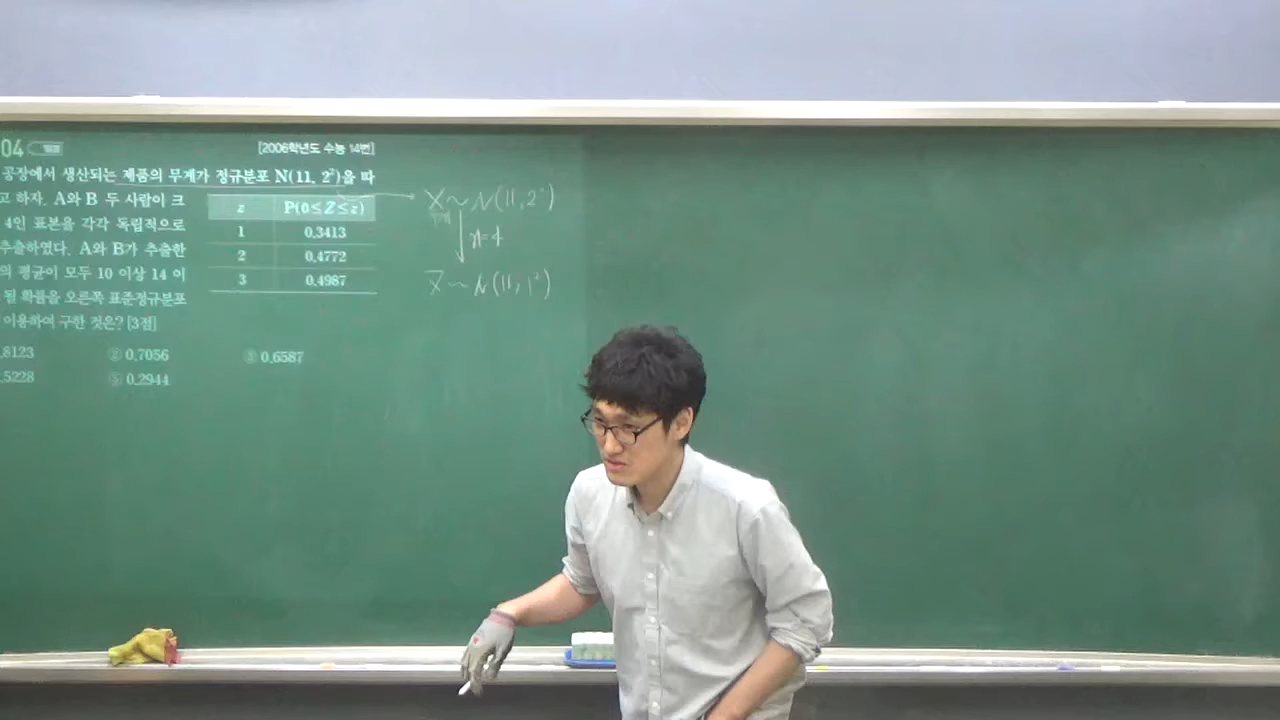 04
[2006학년도 수능 14번]
공장에서 생산되는 제품의 무게가 정규분포 N(11, 2²)을 따
고 하자. A와 B 두 사람이 크
4인 표본을 각각 독립적으로
추출하였다. A와 B가 추출한
의 평균이 모두 10 이상 14 이
될 확률을 오른쪽 표준정규분포
이용하여 구한 것은? [3점]
z P(0≤Z≤z)
1 0.3413
2 0.4772
3 0.4987
.8123 ② 0.7056 ③ 0.6587
.5228 ⑤ 0.2944
X~N(11, 2²)
n=4
X̄~N(11, 1²)